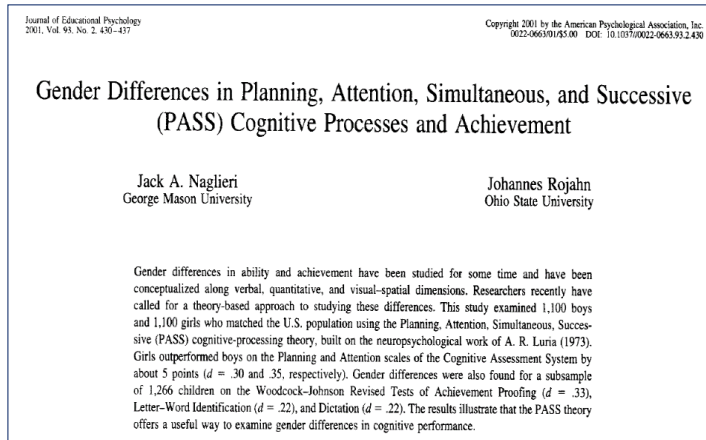 Journal of Educational Psychology
2001, Vol. 93, No. 2, 430-437
Copyright 2001 by the American Psychological Association, Inc.
0022-0663/01/$5.00 DOI: 10.1037//0022-0663.93.2.430
Gender Differences in Planning, Attention, Simultaneous, and Successive
(PASS) Cognitive Processes and Achievement
Jack A. Naglieri
George Mason University
Johannes Rojahn
Ohio State University
Gender differences in ability and achievement have been studied for some time and have been
conceptualized along verbal, quantitative, and visual–spatial dimensions. Researchers recently have
called for a theory-based approach to studying these differences. This study examined 1,100 boys
and 1,100 girls who matched the U.S. population using the Planning, Attention, Simultaneous, Succes-
sive (PASS) cognitive-processing theory, built on the neuropsychological work of A. R. Luria (1973).
Girls outperformed boys on the Planning and Attention scales of the Cognitive Assessment System by
about 5 points (d = .30 and .35, respectively). Gender differences were also found for a subsample
of 1,266 children on the Woodcock–Johnson Revised Tests of Achievement Proofing (d = .33),
Letter–Word Identification (d = .22), and Dictation (d = .22). The results illustrate that the PASS theory
offers a useful way to examine gender differences in cognitive performance.